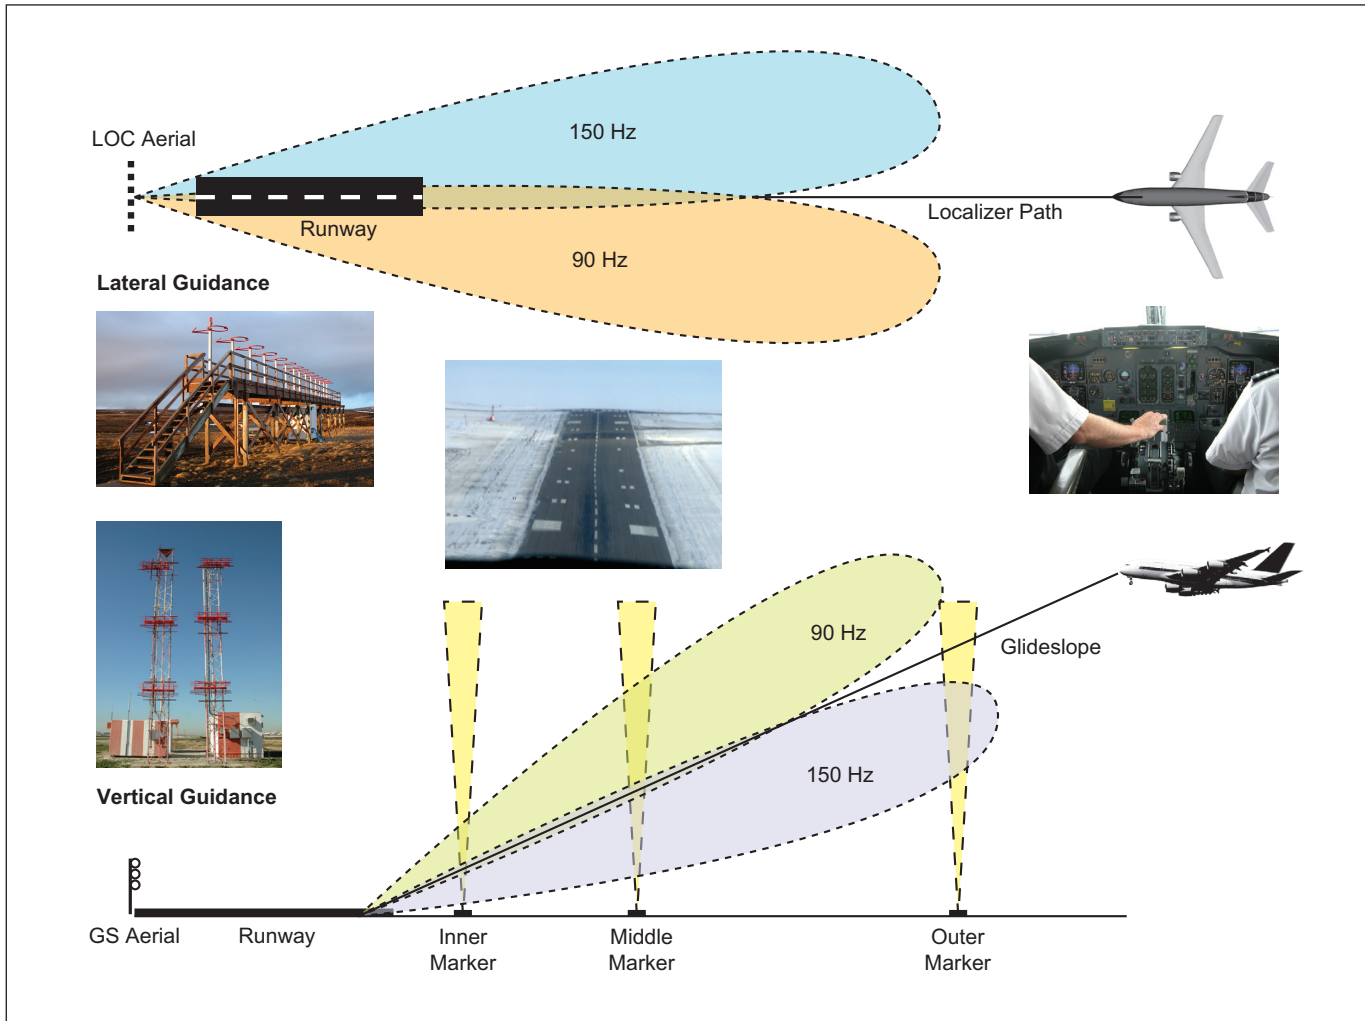 150 Hz
LOC Aerial
Localizer Path
Runway
90 Hz
Lateral Guidance
90 Hz
Glideslope
150 Hz
Vertical Guidance
GS Aerial
Runway
Inner
Marker
Middle
Marker
Outer
Marker